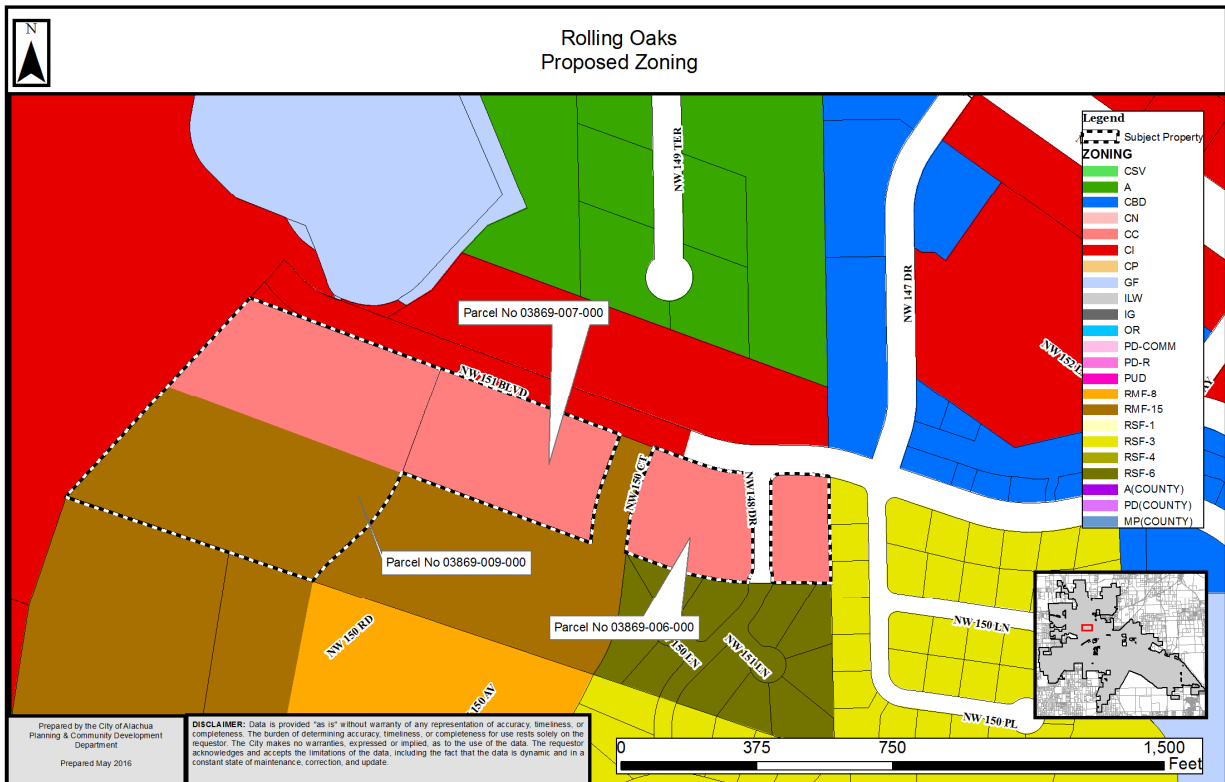 Rolling Oaks
Proposed Zoning
N
NW 149 TER
NW 147 DR
NW 151 BLVD
NW 150 CT
NW 148 DR
NW 150 RD
150 AV
150 LN
NW 151 LN
NW 150 LN
NW 150 PL
NW 152 L
Parcel No 03869-007-000
Parcel No 03869-009-000
Parcel No 03869-006-000
Legend
Subject Property
ZONING
CSV
A
CBD
CN
CC
CI
CP
GF
ILW
IG
OR
PD-COMM
PD-R
PUD
RMF-8
RMF-15
RSF-1
RSF-3
RSF-4
RSF-6
A(COUNTY)
PD(COUNTY)
MP(COUNTY)
Prepared by the City of Alachua
Planning & Community Development
Department
Prepared May 2016
DISCLAIMER: Data is provided "as is" without warranty of any representation of accuracy, timeliness, or
completeness. The burden of determining accuracy, timeliness, or completeness for use rests solely on the
requestor. The City makes no warranties, expressed or implied, as to the use of the data. The requestor
acknowledges and accepts the limitations of the data, including the fact that the data is dynamic and in a
constant state of maintenance, correction, and update.
0 375 750 1,500
Feet